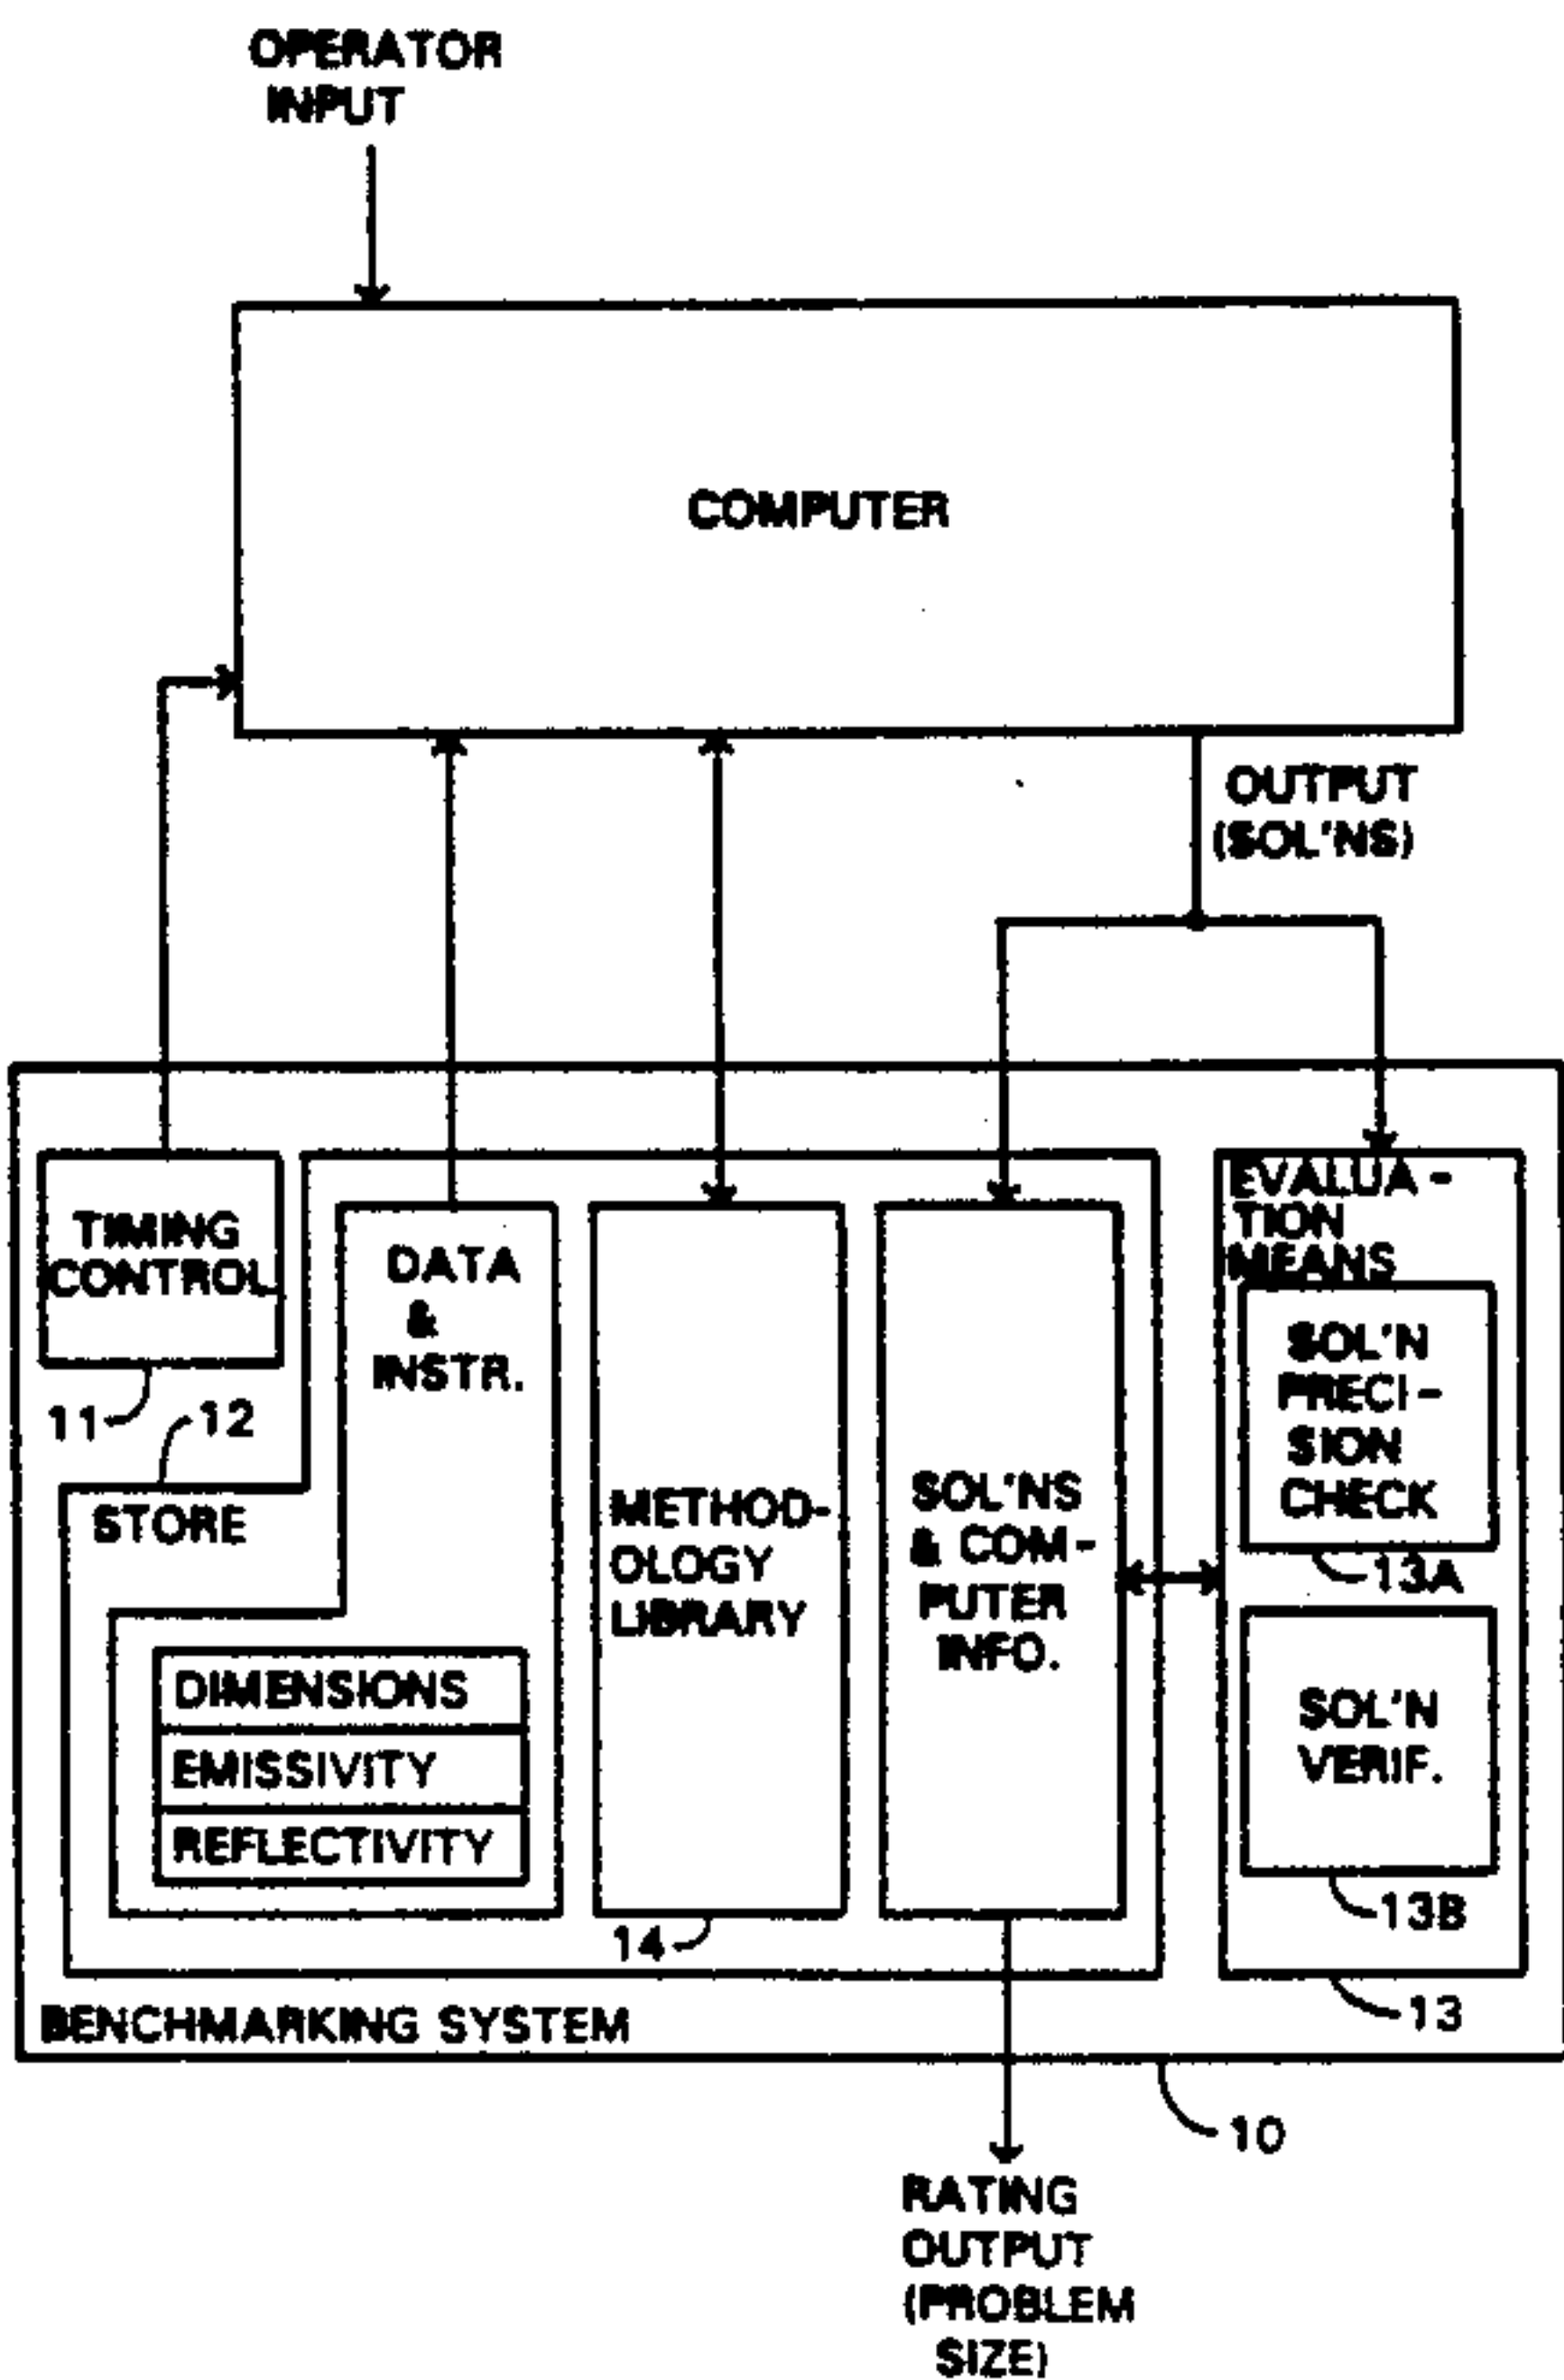 OPERATOR
INPUT
COMPUTER
OUTPUT
(SOL'NS)
TIMING
CONTROL
11
12
STORE
DATA
&
INSTR.
DIMENSIONS
EMISSIVITY
REFLECTIVITY
METHOD-
OLOGY
LIBRARY
14
SOL'NS
& COM-
PUTER
INFO.
EVALUA-
TION
MEANS
SOL'N
PRECI-
SION
CHECK
13A
SOL'N
VERIF.
13B
13
BENCHMARKING SYSTEM
10
RATING
OUTPUT
(PROBLEM
SIZE)